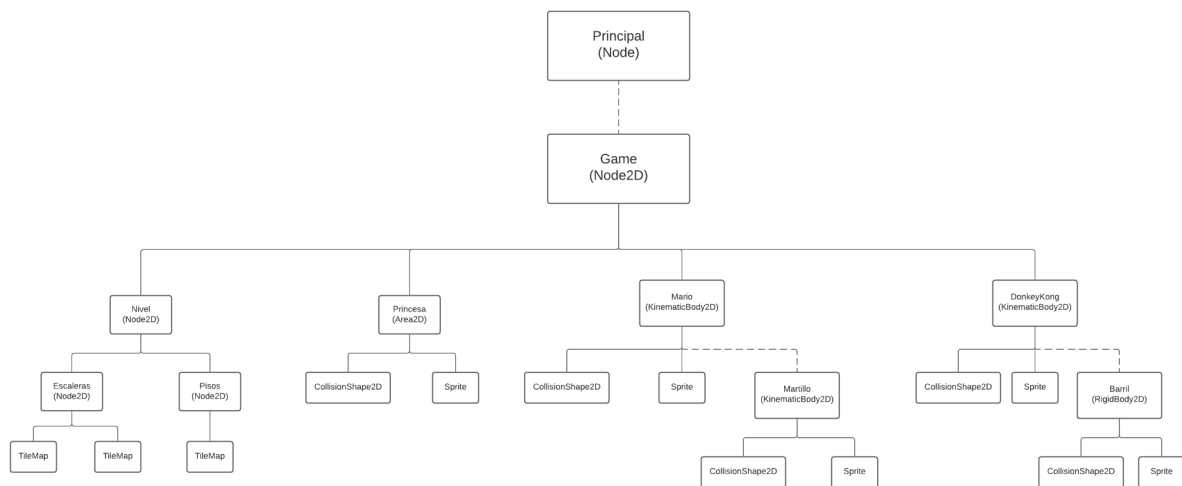 Principal
(Node)
Game
(Node2D)
Nivel
(Node2D)
Princesa
(Area2D)
Mario
(KinematicBody2D)
DonkeyKong
(KinematicBody2D)
Escaleras
(Node2D)
Pisos
(Node2D)
CollisionShape2D
Sprite
CollisionShape2D
Sprite
Martillo
(KinematicBody2D)
CollisionShape2D
Sprite
Barril
(RigidBody2D)
TileMap
TileMap
TileMap
CollisionShape2D
Sprite
CollisionShape2D
Sprite